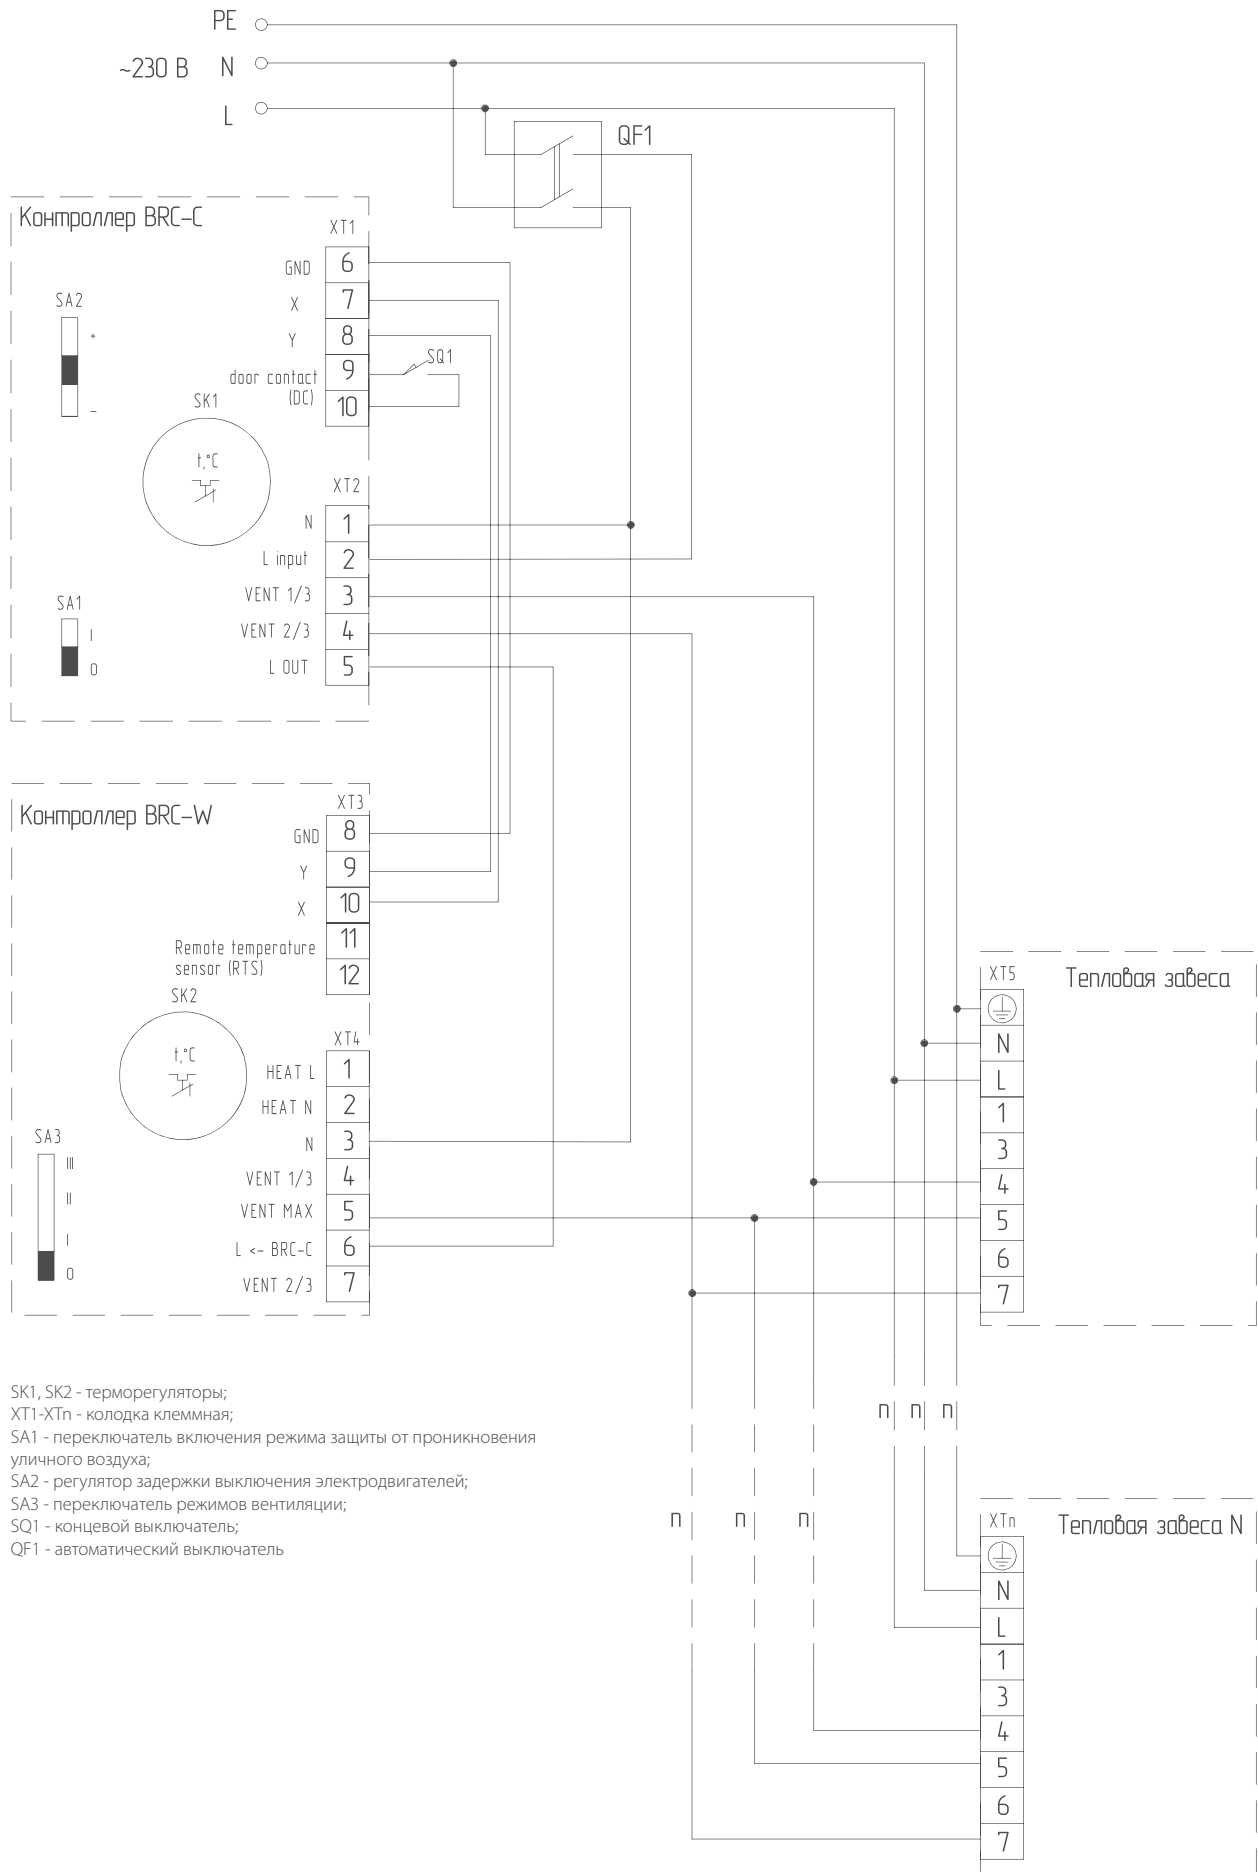 PE
~230 В N
L
QF1
Контроллер BRC-C
XT1
GND 6
X 7
Y 8
door contact
(DC)
9
10
SQ1
SA2
+
-
SK1
t,°C
XT2
N 1
L input 2
VENT 1/3 3
VENT 2/3 4
L OUT 5
SA1
I
0
Контроллер BRC-W
XT3
GND 8
Y 9
X 10
Remote temperature
sensor (RTS)
11
12
SK2
t,°C
XT4
HEAT L 1
HEAT N 2
N 3
VENT 1/3 4
VENT MAX 5
L <- BRC-C 6
VENT 2/3 7
SA3
III
II
I
0
XT5
Тепловая завеса
N
L
1
3
4
5
6
7
SK1, SK2 - терморегуляторы;
XT1-XTn - колодка клеммная;
SA1 - переключатель включения режима защиты от проникновения
уличного воздуха;
SA2 - регулятор задержки выключения электродвигателей;
SA3 - переключатель режимов вентиляции;
SQ1 - концевой выключатель;
QF1 - автоматический выключатель
n n n
n n n
XTn
Тепловая завеса N
N
L
1
3
4
5
6
7